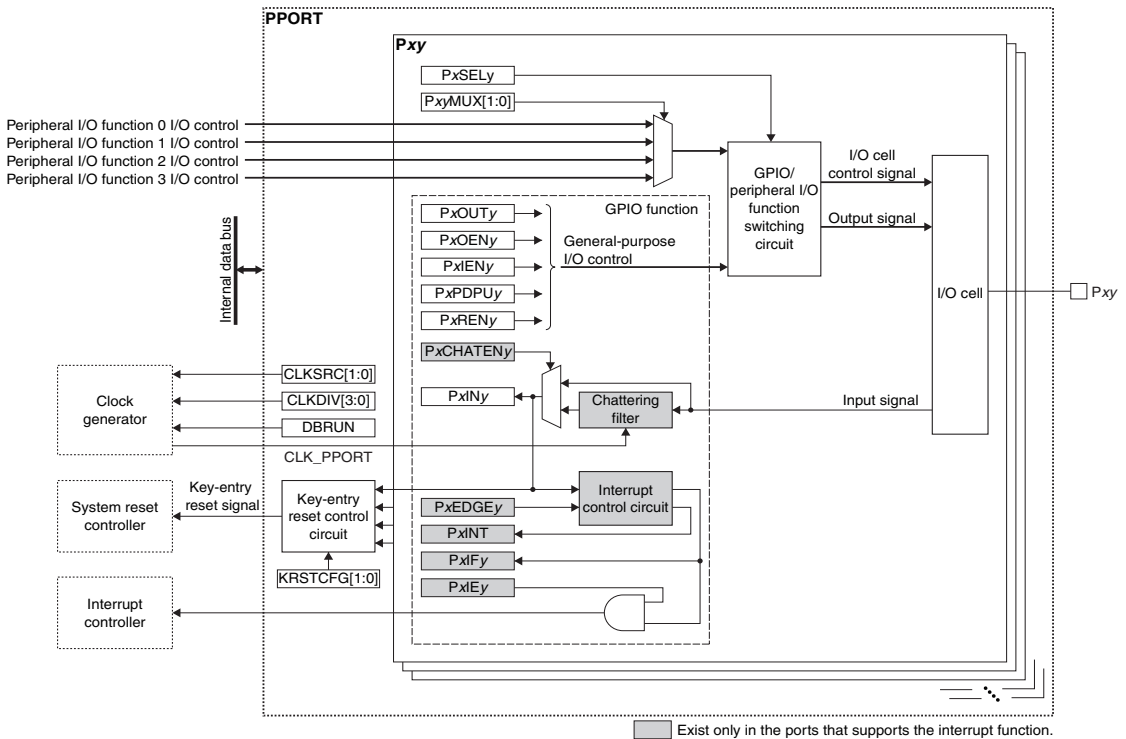 PPORT
Pxy
PxSELy
PxyMUX[1:0]
Peripheral I/O function 0 I/O control
Peripheral I/O function 1 I/O control
Peripheral I/O function 2 I/O control
Peripheral I/O function 3 I/O control
GPIO/
peripheral I/O
function
switching
circuit
I/O cell
control signal
Output signal
I/O cell
Pxy
Internal data bus
GPIO function
PxOUTy
PxOENy
PxIENy
PxPDPUy
PxRENy
General-purpose
I/O control
PxCHATENy
PxINy
Chattering
filter
Input signal
Clock
generator
CLKSRC[1:0]
CLKDIV[3:0]
DBRUN
CLK_PPORT
System reset
controller
Key-entry
reset signal
Key-entry
reset control
circuit
KRSTCFG[1:0]
Interrupt
control circuit
PxEDGEy
PxINT
PxIFy
PxIEy
Interrupt
controller
Exist only in the ports that supports the interrupt function.